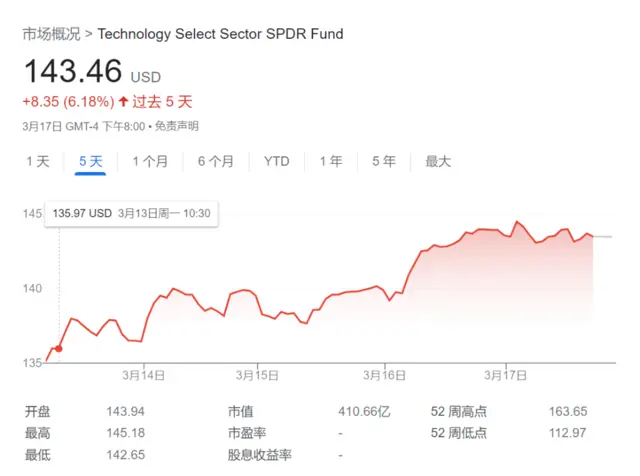 市场概况 > Technology Select Sector SPDR Fund
143.46 USD
+8.35 (6.18%) ↑ 过去 5 天
3月17日 GMT-4 下午8:00 • 免责声明
1 天 5 天 1 个月 6 个月 YTD 1 年 5 年 最大
145 135.97 USD 3月13日周一 10:30
140
135
3月14日 3月15日 3月16日 3月17日
开盘 143.94 市值 410.66亿 52 周高点 163.65
最高 145.18 市盈率 - 52 周低点 112.97
最低 142.65 股息收益率 -